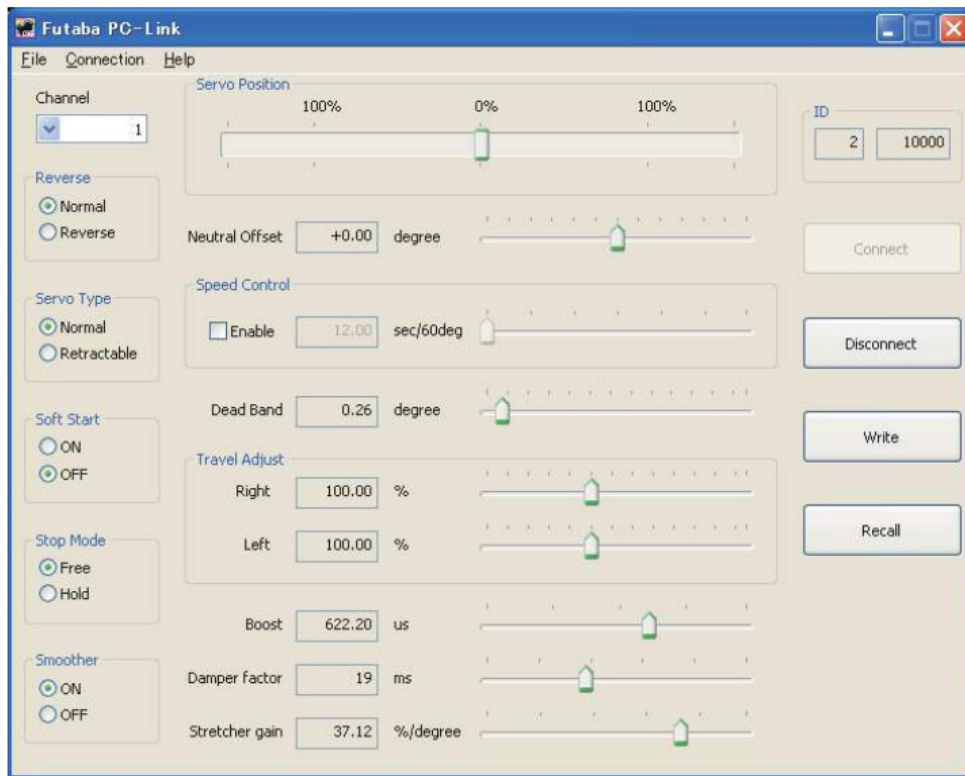 Futaba PC-Link
File Connection Help
Channel
1
Reverse
Normal
Reverse
Servo Type
Normal
Retractable
Soft Start
ON
OFF
Stop Mode
Free
Hold
Smoother
ON
OFF
Servo Position
100% 0% 100%
Neutral Offset +0.00 degree
Speed Control
Enable 12.00 sec/60deg
Dead Band 0.26 degree
Travel Adjust
Right 100.00 %
Left 100.00 %
Boost 622.20 us
Damper factor 19 ms
Stretcher gain 37.12 %/degree
ID
2 10000
Connect
Disconnect
Write
Recall